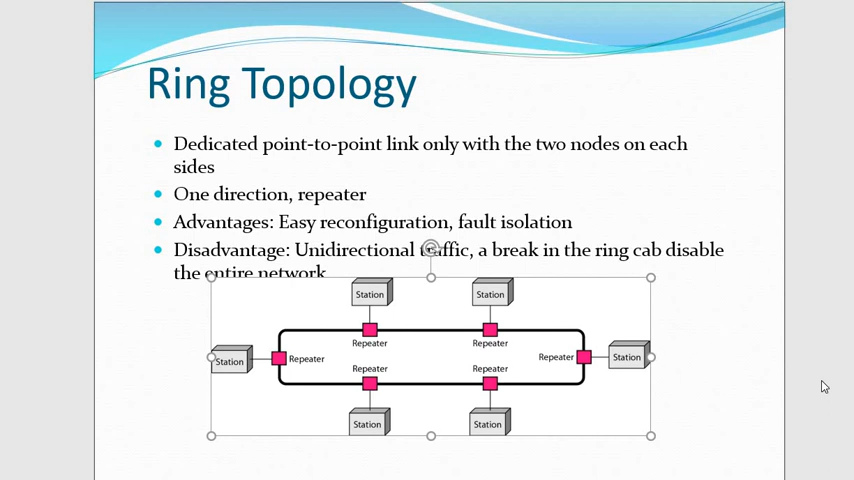 Ring Topology
Dedicated point-to-point link only with the two nodes on each
sides
One direction, repeater
Advantages: Easy reconfiguration, fault isolation
Disadvantage: Unidirectional traffic, a break in the ring cab disable
the entire network
Station Station
Repeater Repeater
Station Repeater Repeater Station
Repeater Repeater
Station Station